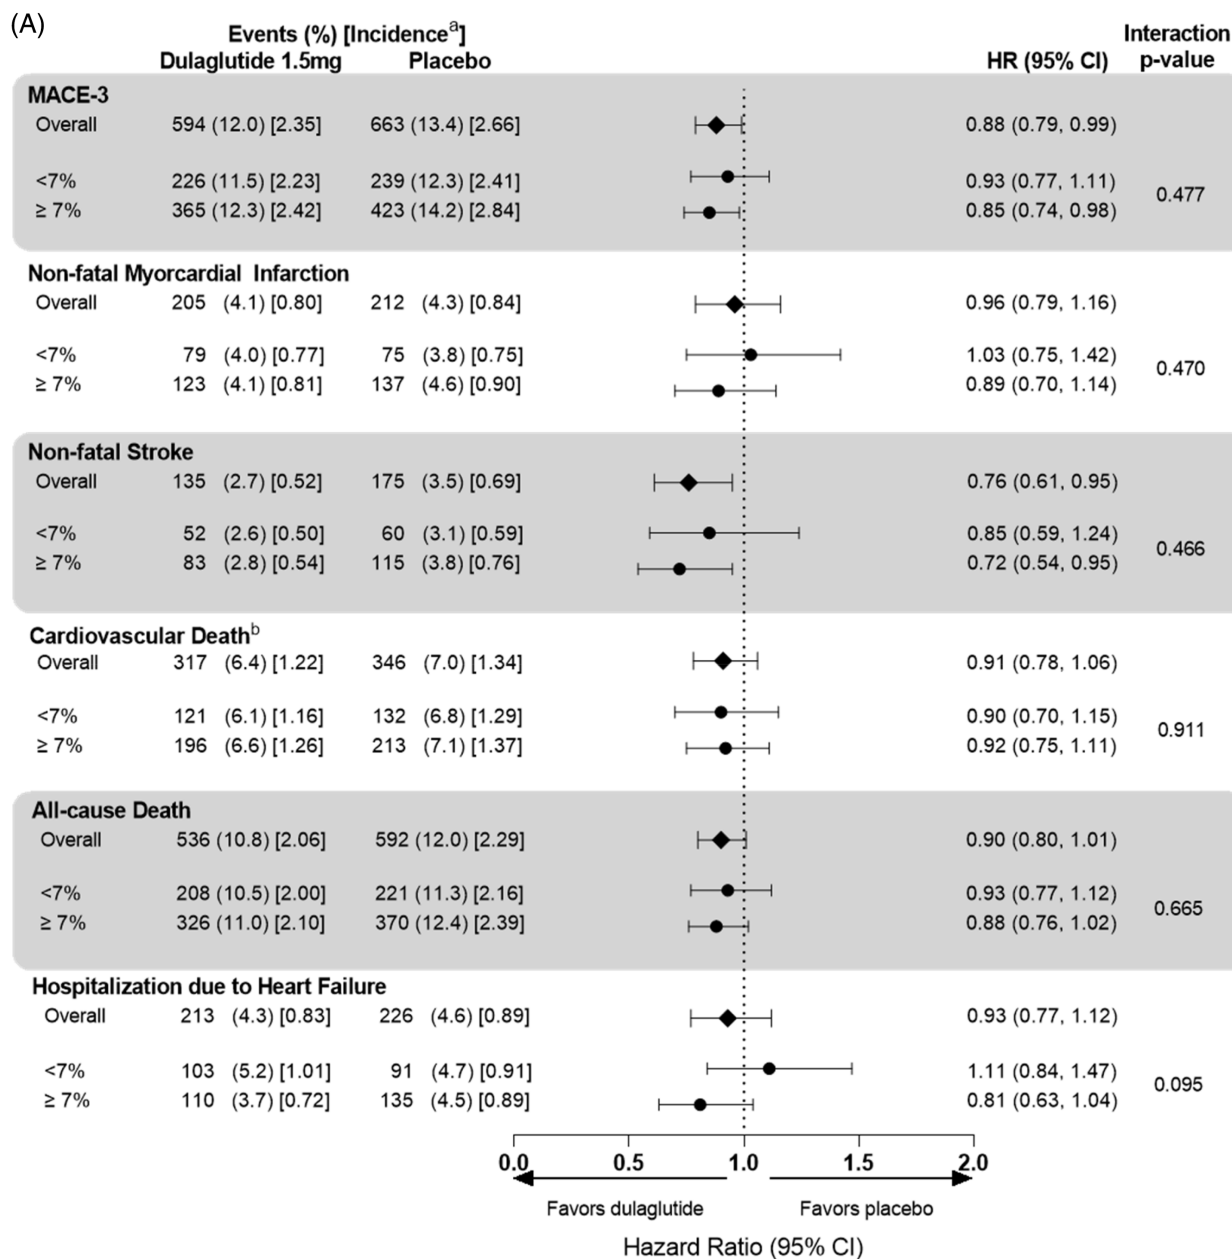 (A)
Events (%) [Incidenceᵃ]
Interaction
Dulaglutide 1.5mg Placebo HR (95% CI) p-value
MACE-3
Overall 594 (12.0) [2.35] 663 (13.4) [2.66] 0.88 (0.79, 0.99)
<7% 226 (11.5) [2.23] 239 (12.3) [2.41] 0.93 (0.77, 1.11)
0.477
≥ 7% 365 (12.3) [2.42] 423 (14.2) [2.84] 0.85 (0.74, 0.98)
Non-fatal Myorcardial Infarction
Overall 205 (4.1) [0.80] 212 (4.3) [0.84] 0.96 (0.79, 1.16)
<7% 79 (4.0) [0.77] 75 (3.8) [0.75] 1.03 (0.75, 1.42)
0.470
≥ 7% 123 (4.1) [0.81] 137 (4.6) [0.90] 0.89 (0.70, 1.14)
Non-fatal Stroke
Overall 135 (2.7) [0.52] 175 (3.5) [0.69] 0.76 (0.61, 0.95)
<7% 52 (2.6) [0.50] 60 (3.1) [0.59] 0.85 (0.59, 1.24)
0.466
≥ 7% 83 (2.8) [0.54] 115 (3.8) [0.76] 0.72 (0.54, 0.95)
Cardiovascular Deathᵇ
Overall 317 (6.4) [1.22] 346 (7.0) [1.34] 0.91 (0.78, 1.06)
<7% 121 (6.1) [1.16] 132 (6.8) [1.29] 0.90 (0.70, 1.15)
0.911
≥ 7% 196 (6.6) [1.26] 213 (7.1) [1.37] 0.92 (0.75, 1.11)
All-cause Death
Overall 536 (10.8) [2.06] 592 (12.0) [2.29] 0.90 (0.80, 1.01)
<7% 208 (10.5) [2.00] 221 (11.3) [2.16] 0.93 (0.77, 1.12)
0.665
≥ 7% 326 (11.0) [2.10] 370 (12.4) [2.39] 0.88 (0.76, 1.02)
Hospitalization due to Heart Failure
Overall 213 (4.3) [0.83] 226 (4.6) [0.89] 0.93 (0.77, 1.12)
<7% 103 (5.2) [1.01] 91 (4.7) [0.91] 1.11 (0.84, 1.47)
0.095
≥ 7% 110 (3.7) [0.72] 135 (4.5) [0.89] 0.81 (0.63, 1.04)
0.0 0.5 1.0 1.5 2.0
Favors dulaglutide Favors placebo
Hazard Ratio (95% CI)